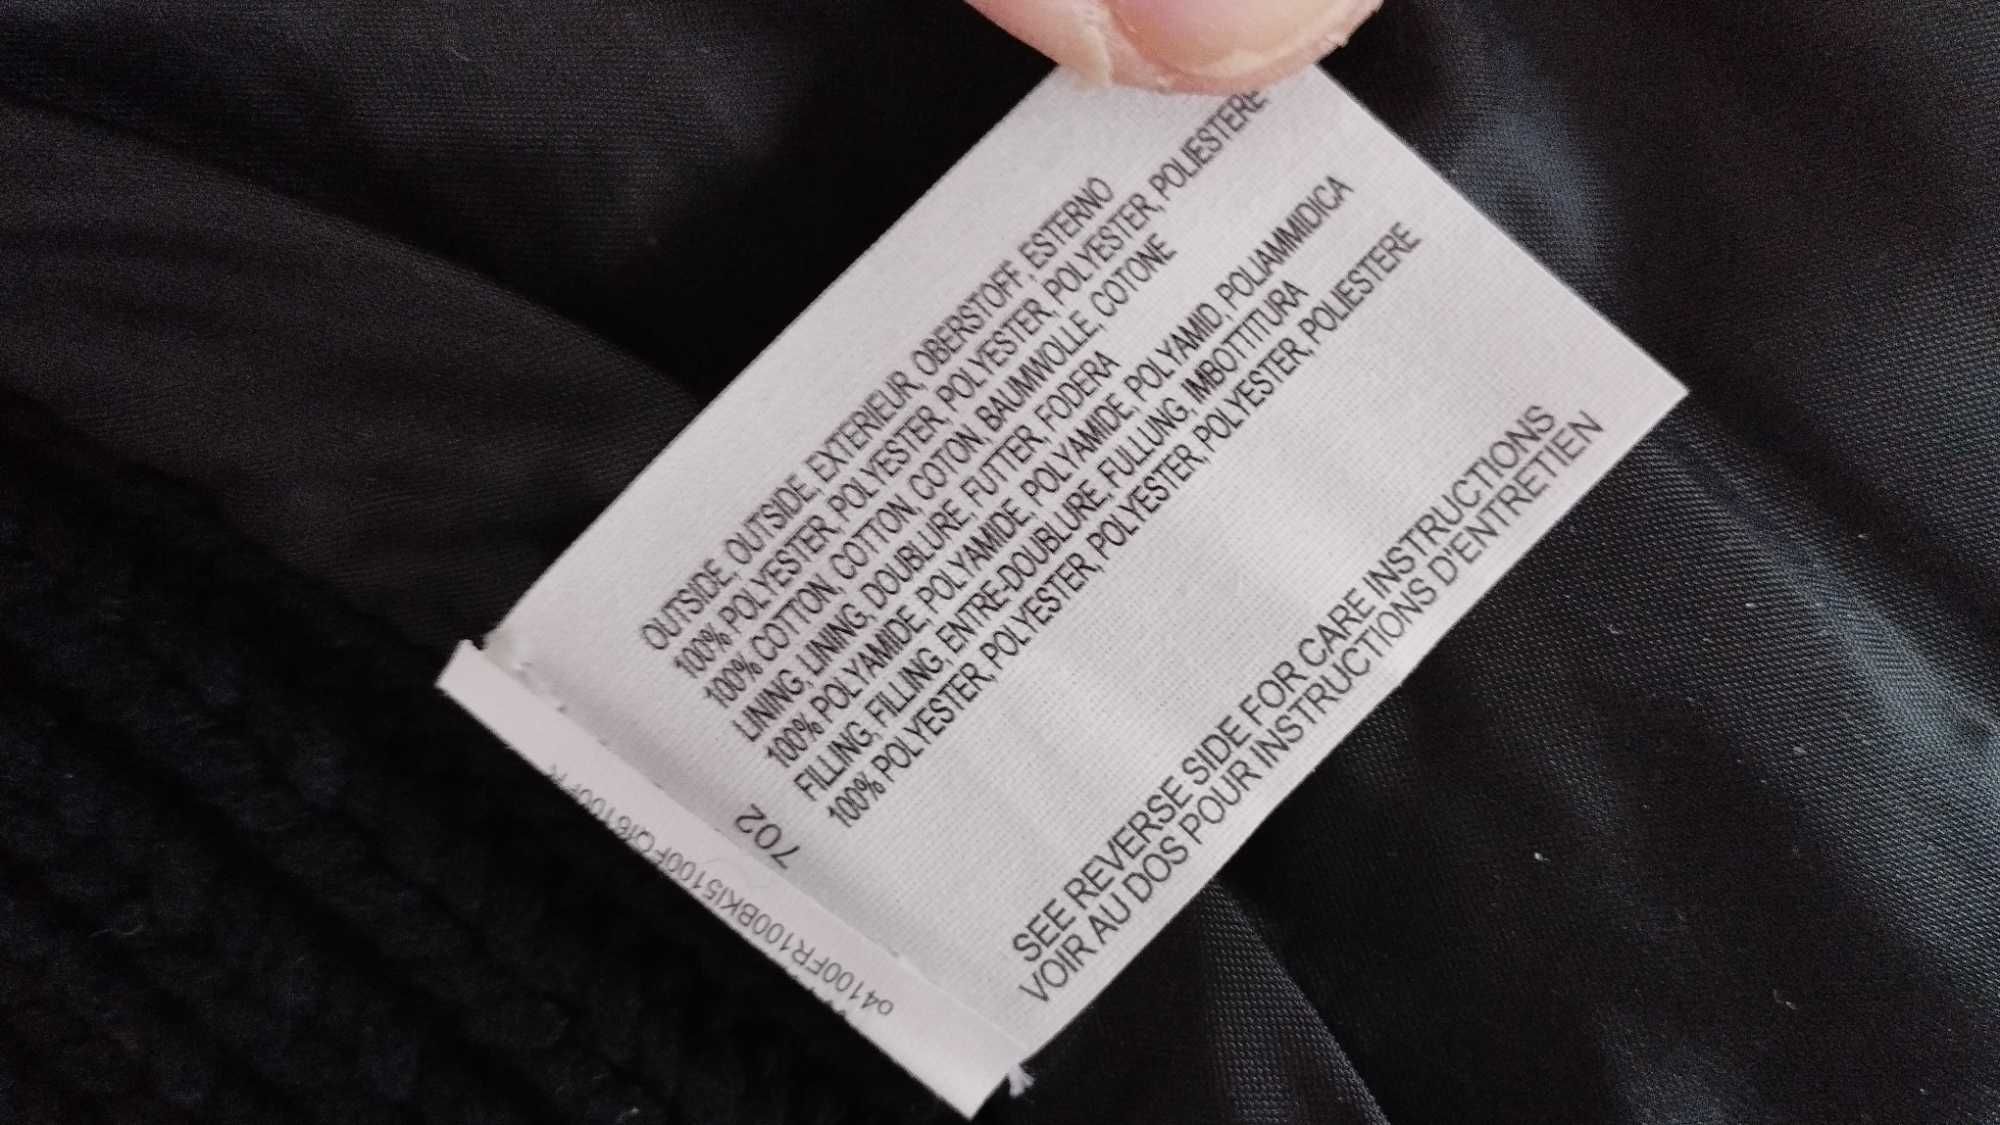 OUTSIDE, OUTSIDE, EXTERIEUR, OBERSTOFF, ESTERNO
100% POLYESTER, POLYESTER, POLYESTER, POLYESTER, POLIESTERE
100% COTTON, COTTON, COTON, BAUMWOLLE, COTONE
LINING, LINING, DOUBLURE, FUTTER, FODERA
100% POLYAMIDE, POLYAMIDE, POLYAMIDE, POLYAMID, POLIAMMIDICA
FILLING, FILLING, ENTRE-DOUBLURE, FULLUNG, IMBOTTITURA
100% POLYESTER, POLYESTER, POLYESTER, POLYESTER, POLIESTERE
702
SEE REVERSE SIDE FOR CARE INSTRUCTIONS
VOIR AU DOS POUR INSTRUCTIONS D'ENTRETIEN